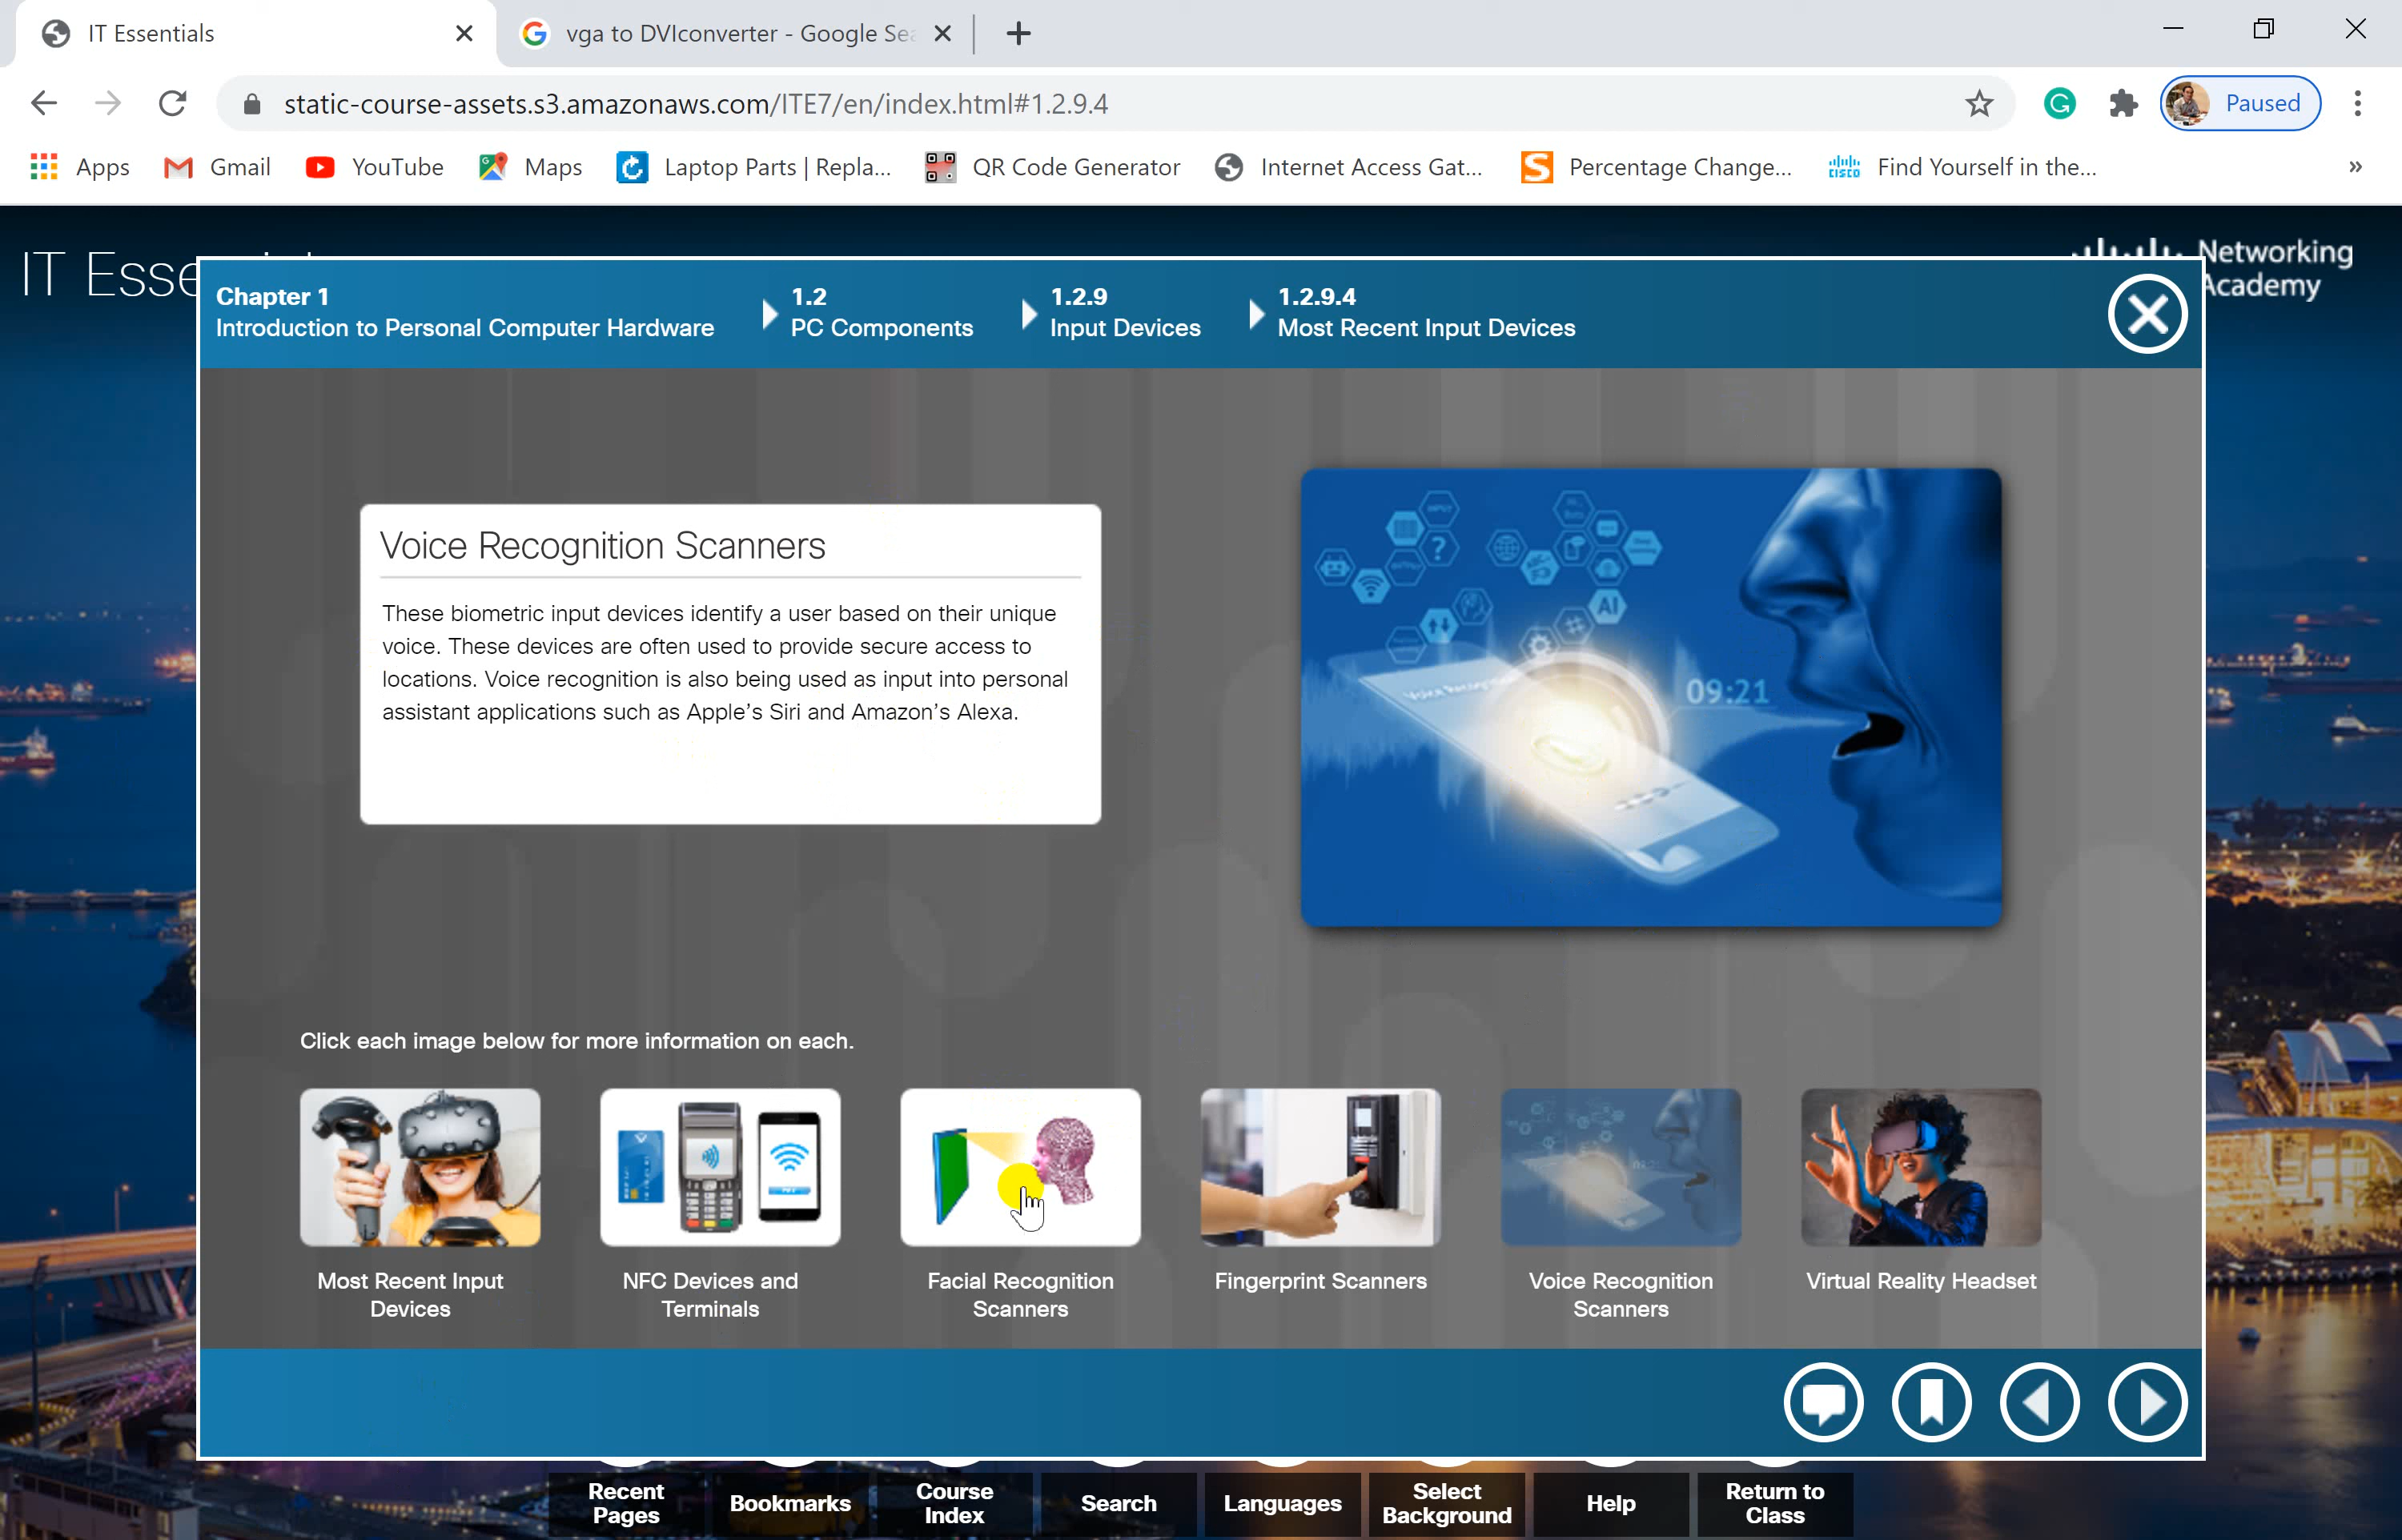 IT Essentials
vga to DVIconverter - Google Sea
static-course-assets.s3.amazonaws.com/ITE7/en/index.html#1.2.9.4
Paused
Apps
Gmail
YouTube
Maps
Laptop Parts | Repla...
QR Code Generator
Internet Access Gat...
Percentage Change...
CISCO
Find Yourself in the...
»
IT Esse
Networking
Academy
Chapter 1
Introduction to Personal Computer Hardware
1.2
PC Components
1.2.9
Input Devices
1.2.9.4
Most Recent Input Devices
Voice Recognition Scanners
These biometric input devices identify a user based on their unique
voice. These devices are often used to provide secure access to
locations. Voice recognition is also being used as input into personal
assistant applications such as Apple's Siri and Amazon's Alexa.
?
AI
#
Voice Recognition
09:21
Click each image below for more information on each.
Most Recent Input
Devices
NFC Devices and
Terminals
Facial Recognition
Scanners
Fingerprint Scanners
Voice Recognition
Scanners
Virtual Reality Headset
Recent
Pages
Bookmarks
Course
Index
Search
Languages
Select
Background
Help
Return to
Class